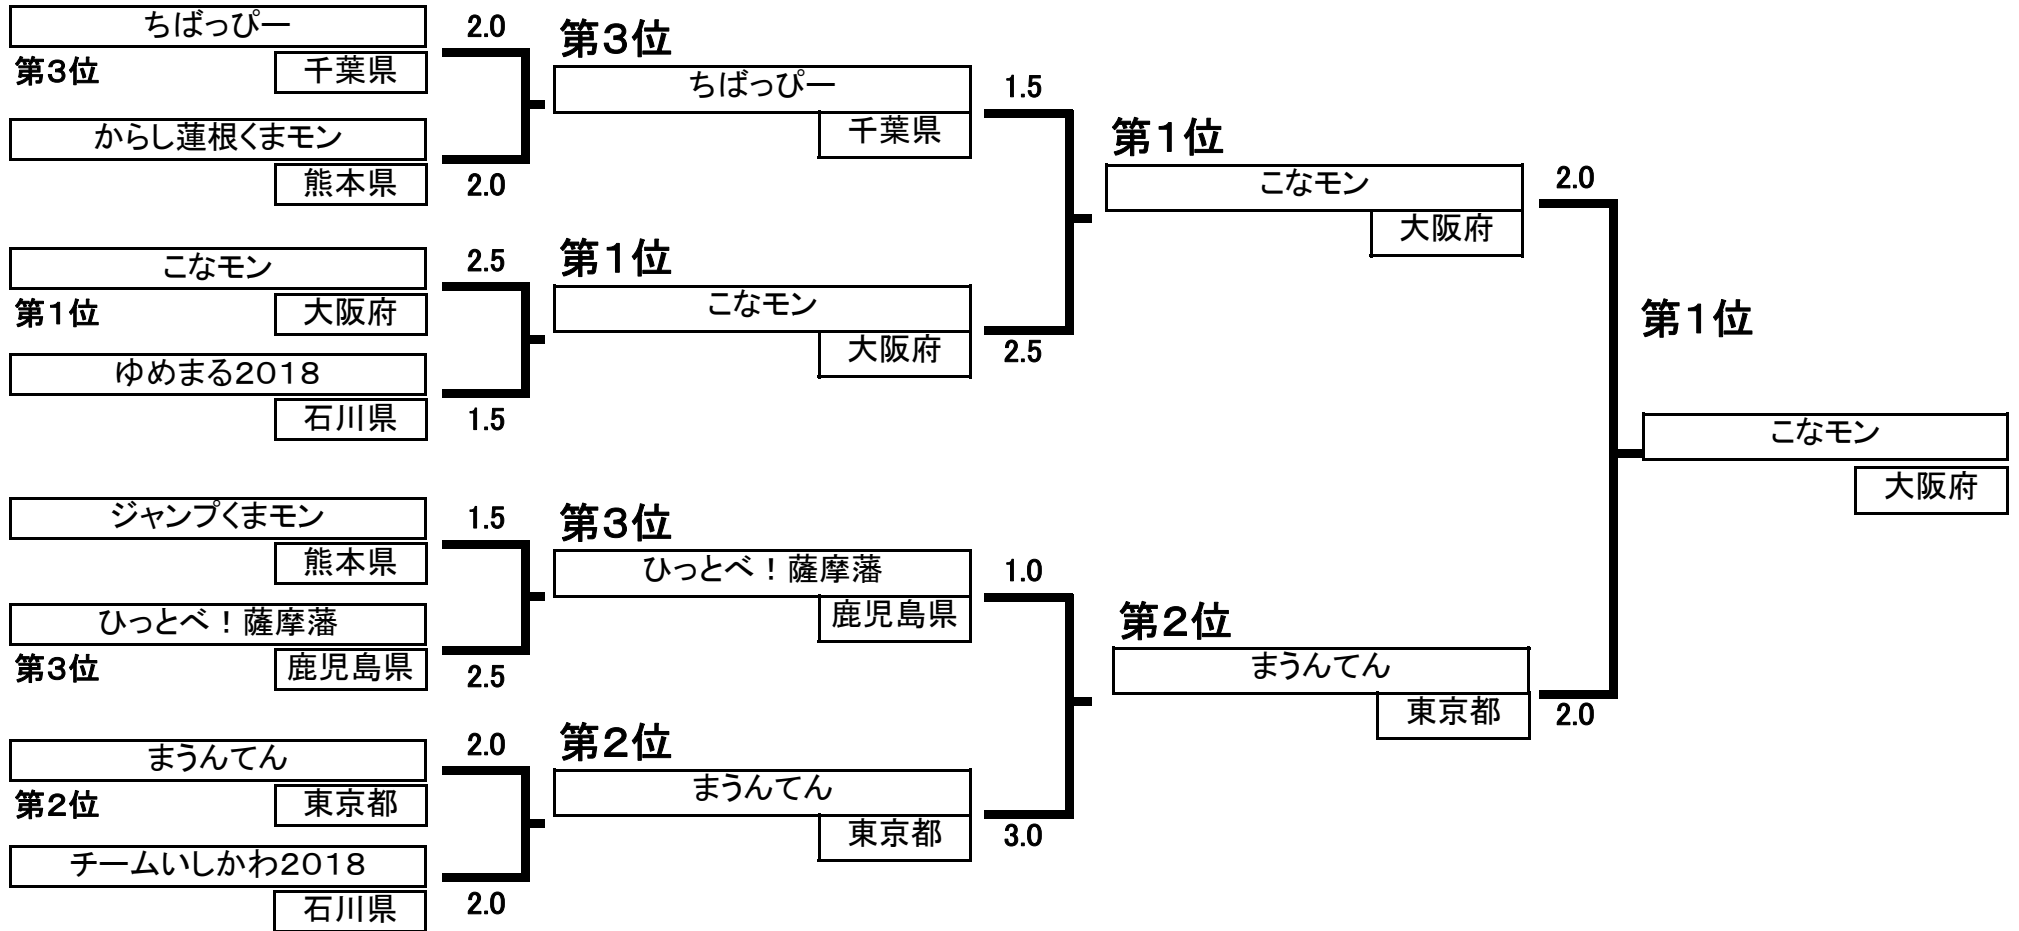 ちばっぴー
第3位
千葉県
2.0
からし蓮根くまモン
熊本県
2.0
こなモン
第1位
大阪府
2.5
ゆめまる2018
石川県
1.5
ジャンプくまモン
熊本県
1.5
ひっとべ！薩摩藩
第3位
鹿児島県
2.5
まうんてん
第2位
東京都
2.0
チームいしかわ2018
石川県
2.0
第3位
ちばっぴー
千葉県
1.5
第1位
こなモン
大阪府
2.5
第3位
ひっとべ！薩摩藩
鹿児島県
1.0
第2位
まうんてん
東京都
3.0
第1位
こなモン
大阪府
2.0
第2位
まうんてん
東京都
2.0
第1位
こなモン
大阪府